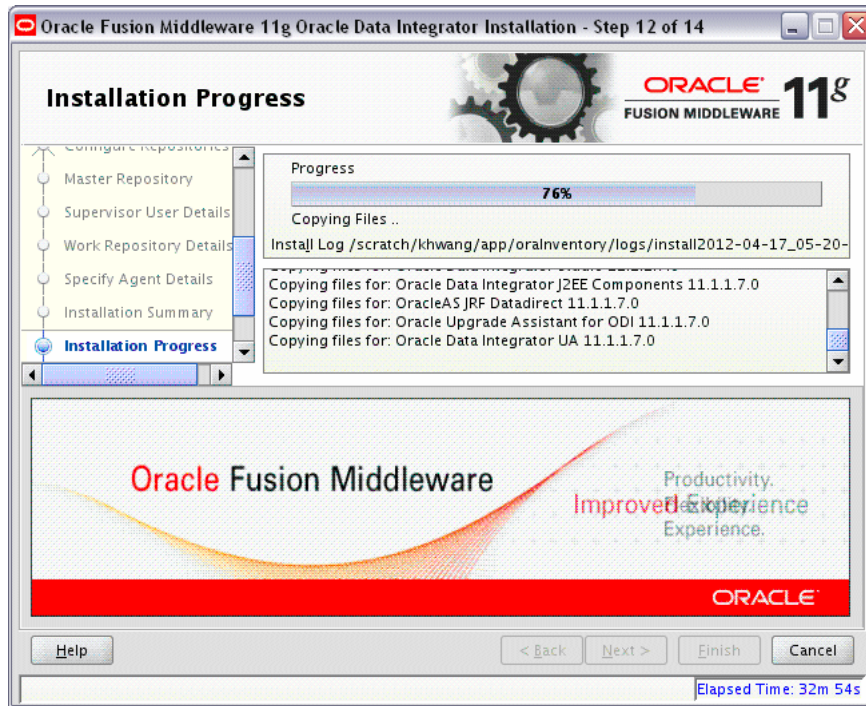 Oracle Fusion Middleware 11g Oracle Data Integrator Installation - Step 12 of 14
Installation Progress
ORACLE
FUSION MIDDLEWARE 11g
Configure Repositories
Master Repository
Supervisor User Details
Work Repository Details
Specify Agent Details
Installation Summary
Installation Progress
Progress
76%
Copying Files ..
Install Log /scratch/khwang/app/oraInventory/logs/install2012-04-17_05-20-
Copying files for: Oracle Data Integrator J2EE Components 11.1.1.7.0
Copying files for: OracleAS JRF Datadirect 11.1.1.7.0
Copying files for: Oracle Upgrade Assistant for ODI 11.1.1.7.0
Copying files for: Oracle Data Integrator UA 11.1.1.7.0
Oracle Fusion Middleware
Productivity.
Improved Experience
Experience.
ORACLE
Help
< Back
Next >
Finish
Cancel
Elapsed Time: 32m 54s